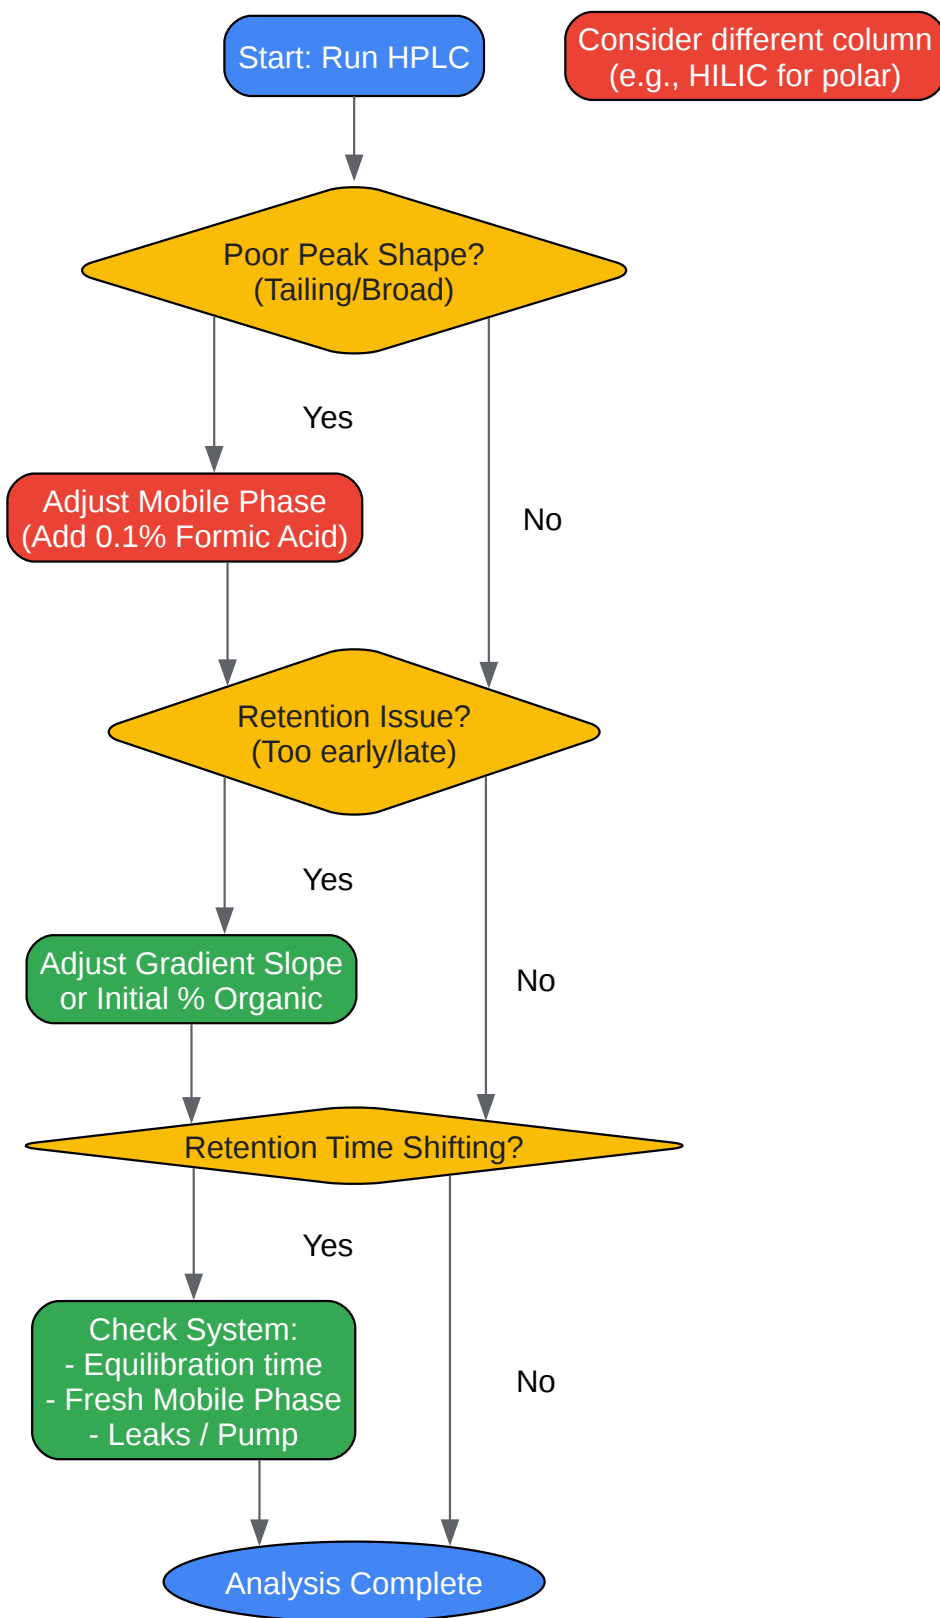 Start: Run HPLC
Consider different column
(e.g., HILIC for polar)
Poor Peak Shape?
(Tailing/Broad)
Yes
Adjust Mobile Phase
(Add 0.1% Formic Acid)
No
Retention Issue?
(Too early/late)
Yes
Adjust Gradient Slope
or Initial % Organic
No
Retention Time Shifting?
Yes
Check System:
- Equilibration time
- Fresh Mobile Phase
- Leaks / Pump
No
Analysis Complete